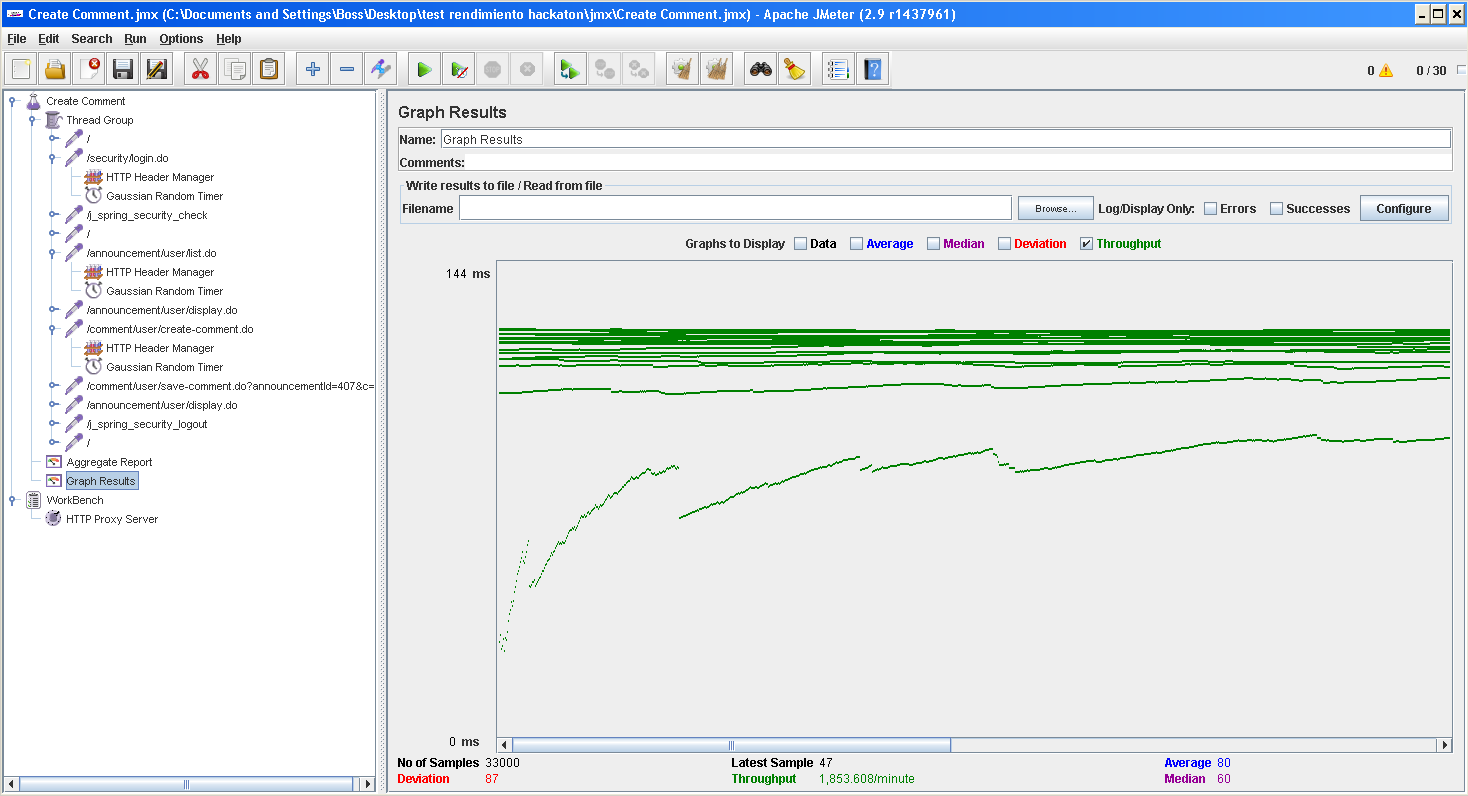 Create Comment.jmx (C:\Documents and Settings\Boss\Desktop\test rendimiento hackaton\jmx\Create Comment.jmx) - Apache JMeter (2.9 r1437961)
File Edit Search Run Options Help
0 0 / 30
Create Comment
Thread Group
/
/security/login.do
HTTP Header Manager
Gaussian Random Timer
/j_spring_security_check
/
/announcement/user/list.do
HTTP Header Manager
Gaussian Random Timer
/announcement/user/display.do
/comment/user/create-comment.do
HTTP Header Manager
Gaussian Random Timer
/comment/user/save-comment.do?announcementId=407&c=
/announcement/user/display.do
/j_spring_security_logout
/
Aggregate Report
Graph Results
WorkBench
HTTP Proxy Server
Graph Results
Name: Graph Results
Comments:
Write results to file / Read from file
Filename Browse... Log/Display Only: Errors Successes Configure
Graphs to Display Data Average Median Deviation Throughput
144 ms
0 ms
No of Samples 33000 Latest Sample 47 Average 80
Deviation 87 Throughput 1,853.608/minute Median 60